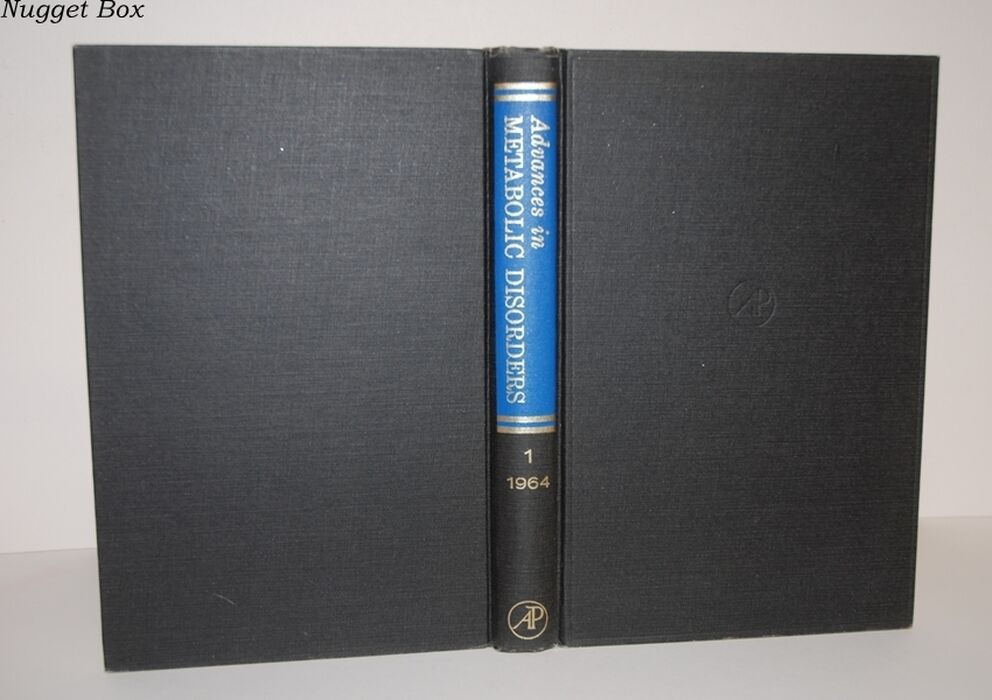 Nugget Box
Advances in
METABOLIC DISORDERS
1
1964
AP
AP